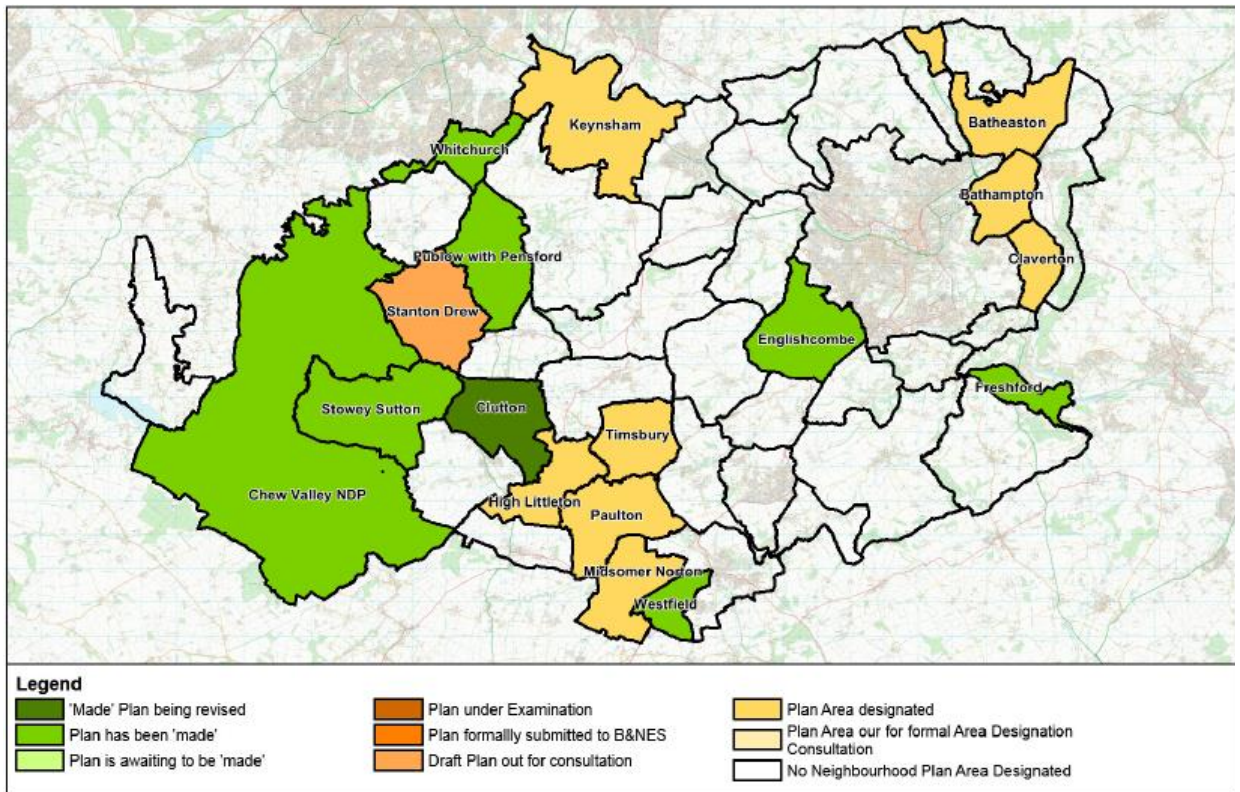 Keynsham
Batheaston
Whitchurch
Bathampton
Publow with Pensford
Claverton
Stanton Drew
Englishcombe
Freshford
Stowey Sutton
Clutton
Timsbury
Chew Valley NDP
High Littleton
Paulton
Midsomer Norton
Westfield
Legend
'Made' Plan being revised
Plan has been 'made'
Plan is awaiting to be 'made'
Plan under Examination
Plan formallly submitted to B&NES
Draft Plan out for consultation
Plan Area designated
Plan Area our for formal Area Designation
Consultation
No Neighbourhood Plan Area Designated